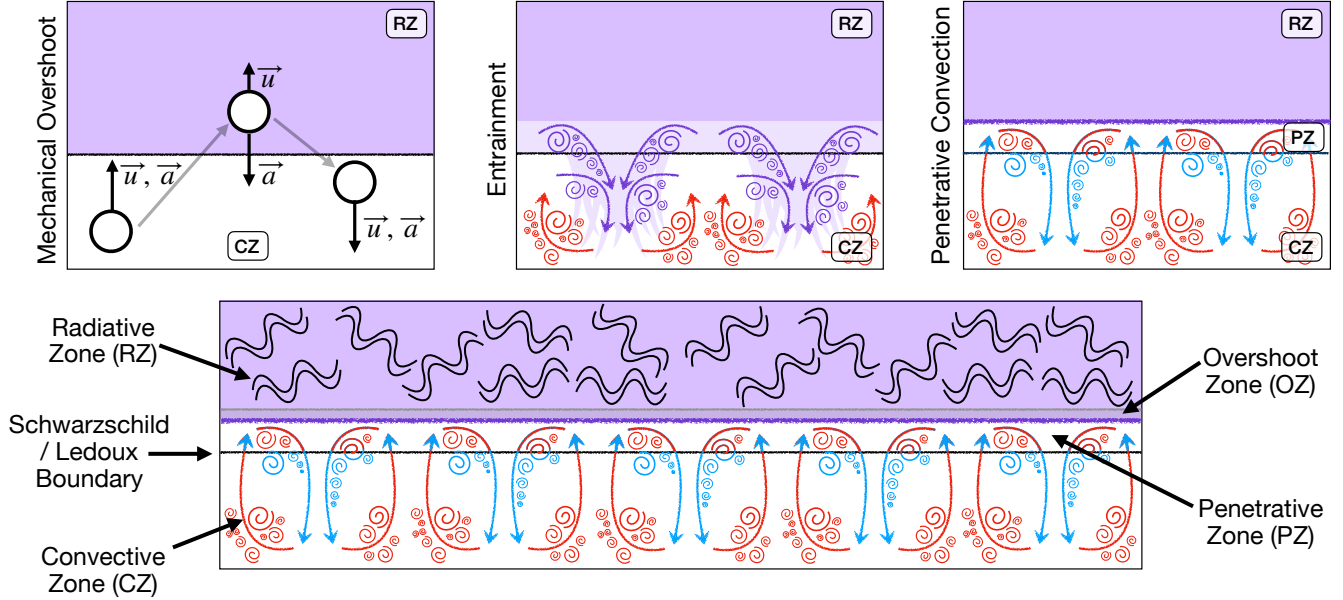 Mechanical Overshoot
RZ
u⃗
u⃗, a⃗
a⃗
u⃗, a⃗
CZ
Entrainment
RZ
CZ
Penetrative Convection
RZ
PZ
CZ
Radiative
Zone (RZ)
Schwarzschild
/ Ledoux
Boundary
Convective
Zone (CZ)
Overshoot
Zone (OZ)
Penetrative
Zone (PZ)